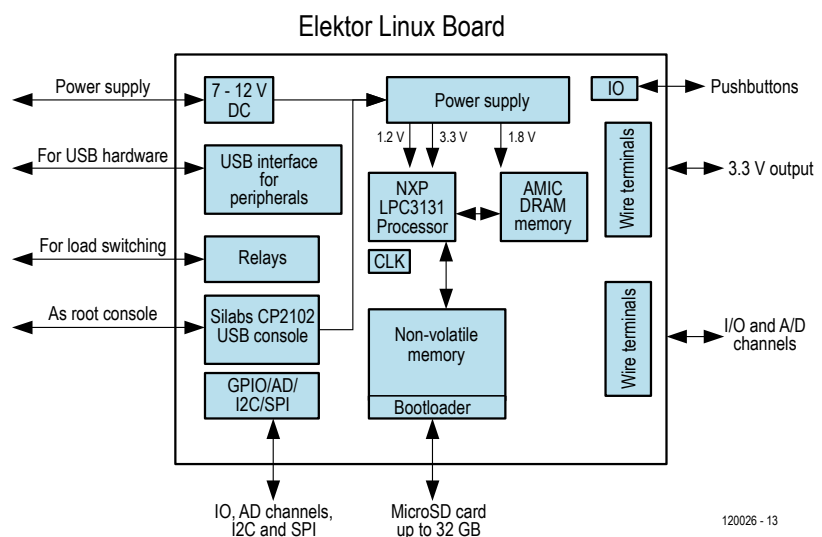 Elektor Linux Board
Power supply
7 - 12 V
DC
Power supply
IO
Pushbuttons
1.2 V
3.3 V
1.8 V
For USB hardware
USB interface
for
peripherals
NXP
LPC3131
Processor
AMIC
DRAM
memory
Wire terminals
3.3 V output
For load switching
Relays
CLK
As root console
Silabs CP2102
USB console
Non-volatile
memory
Bootloader
Wire terminals
I/O and A/D
channels
GPIO/AD/
I2C/SPI
IO, AD channels,
I2C and SPI
MicroSD card
up to 32 GB
120026 - 13